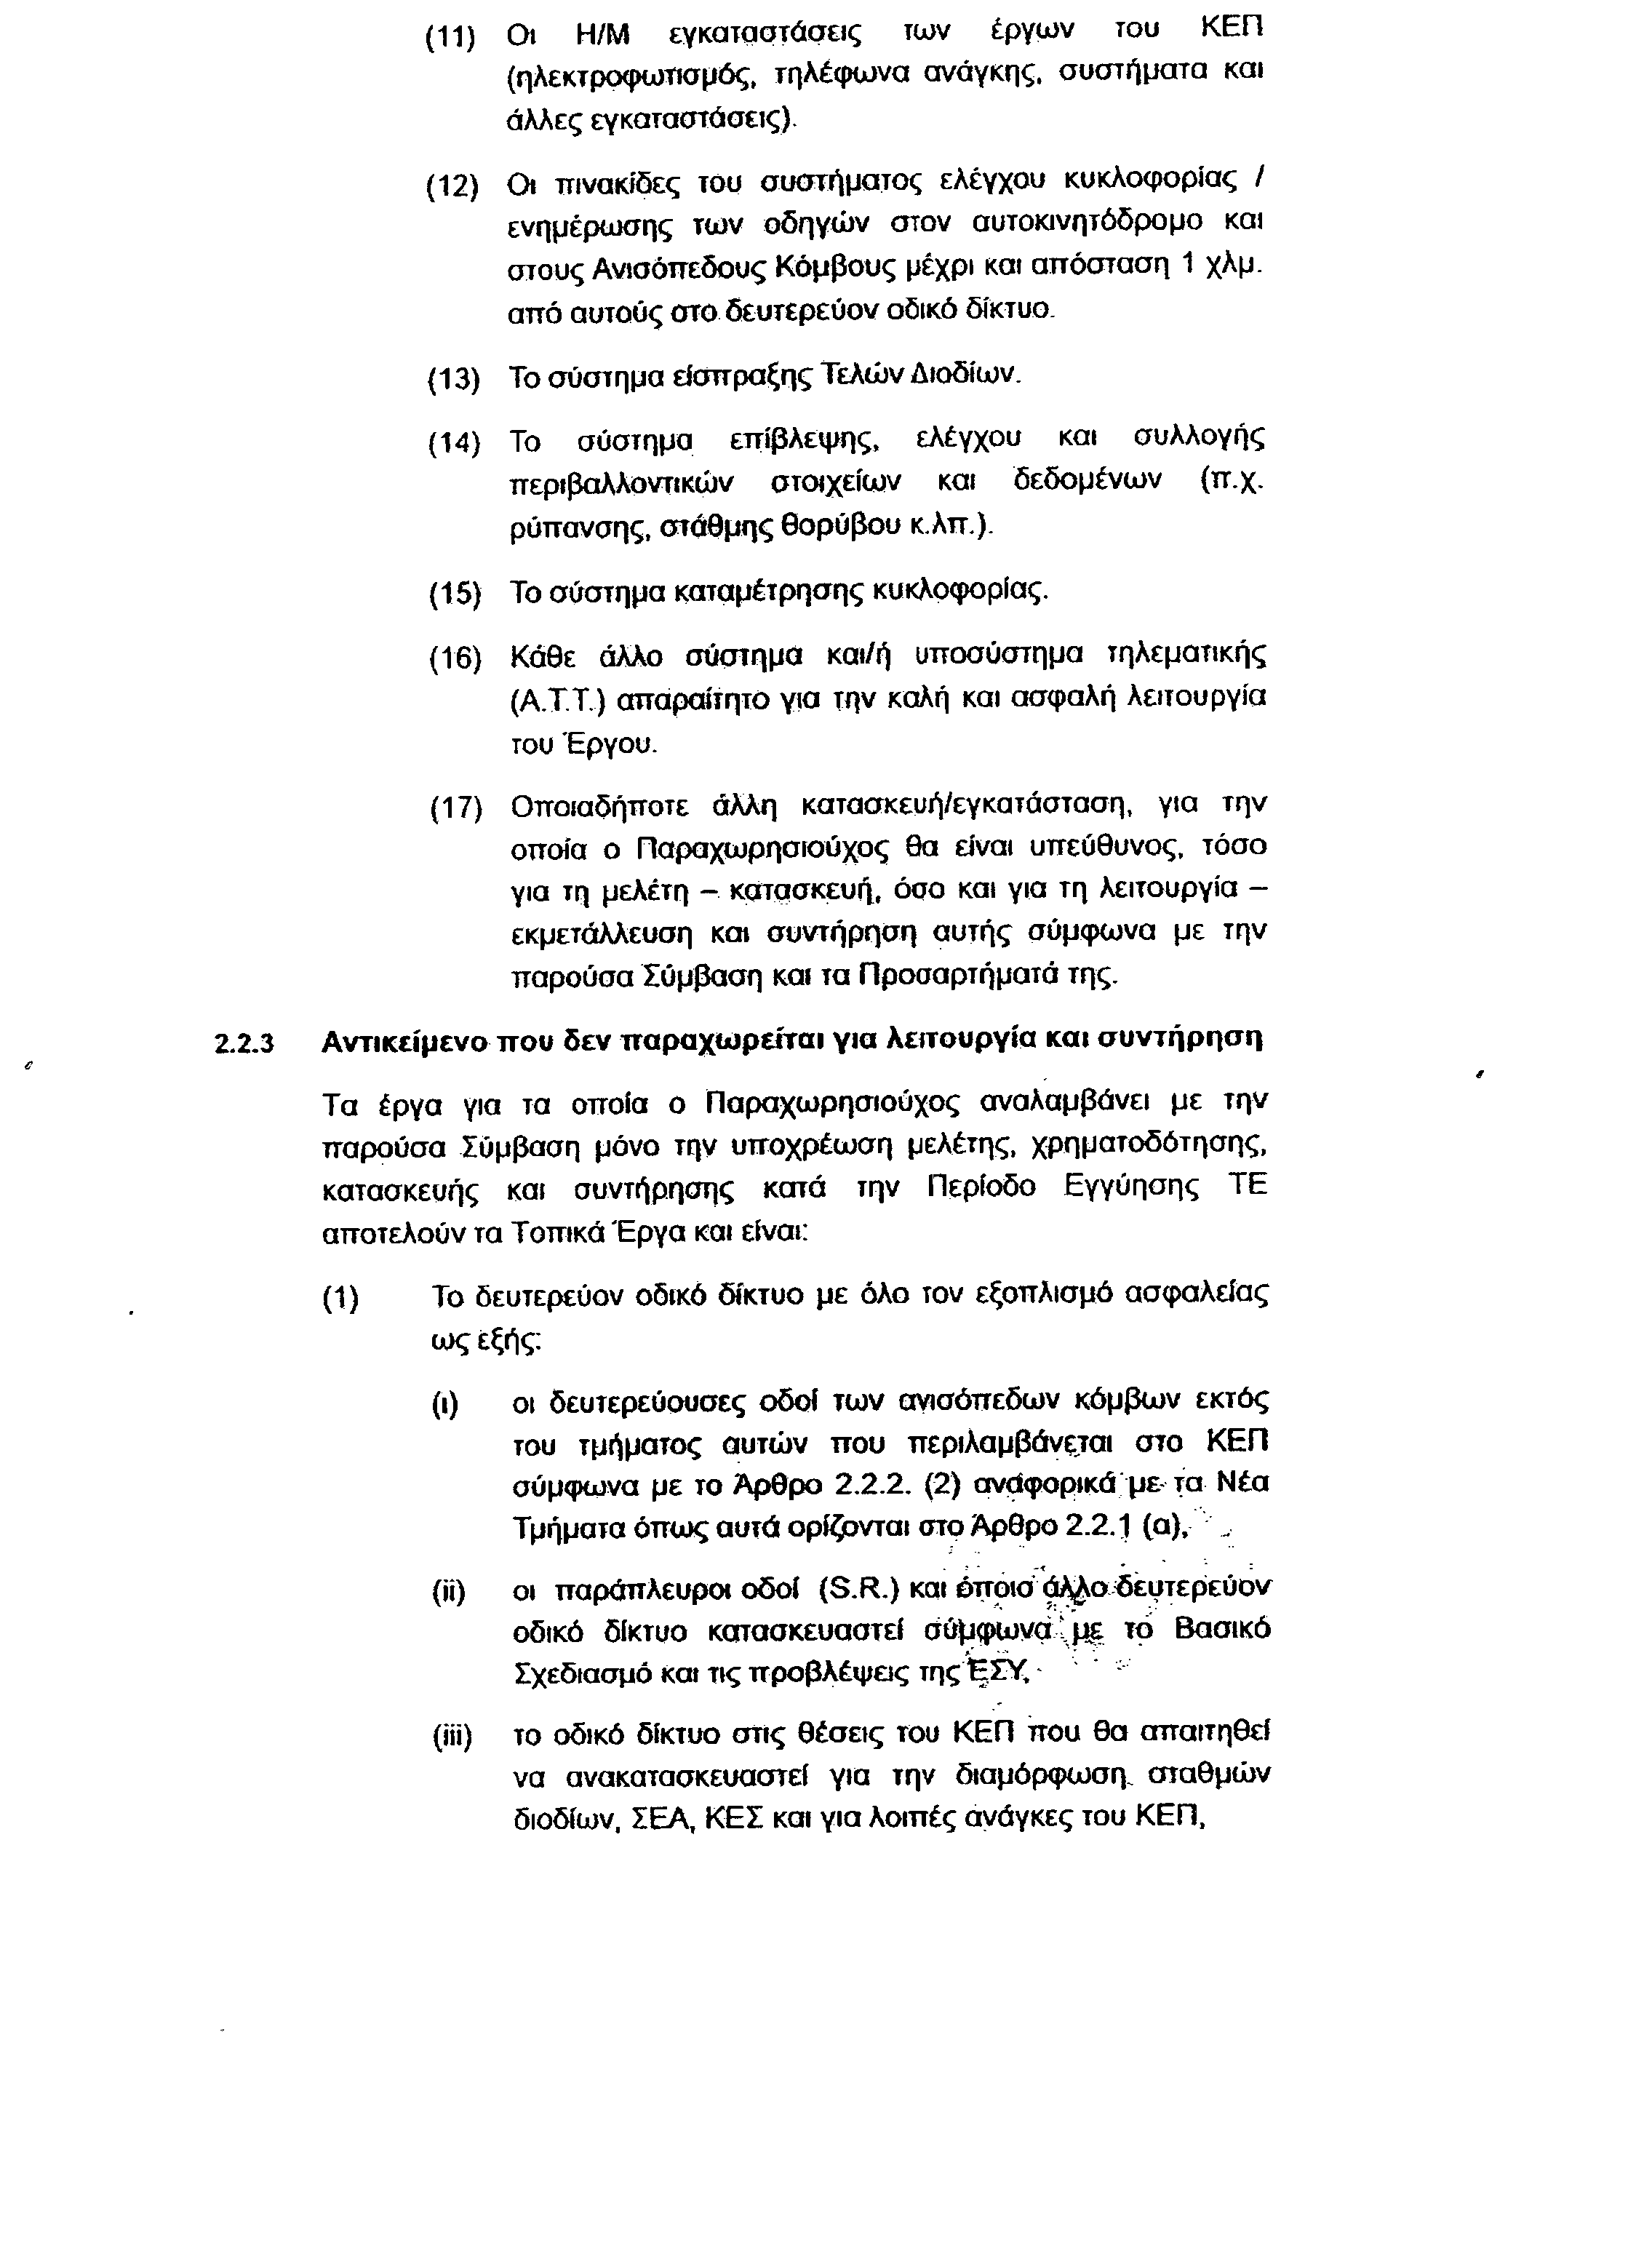 (11) Οι Η/Μ εγκαταστάσεις των έργων του ΚΕΠ
(ηλεκτροφωτισμός, τηλέφωνα ανάγκης, συστήματα και
άλλες εγκαταστάσεις).
(12) Οι πινακίδες του συστήματος ελέγχου κυκλοφορίας /
ενημέρωσης των οδηγών στον αυτοκινητόδρομο και
στους Ανισόπεδους Κόμβους μέχρι και απόσταση 1 χλμ.
από αυτούς στο δευτερεύον οδικό δίκτυο.
(13) Το σύστημα είσπραξης Τελών Διοδίων.
(14) Το σύστημα επίβλεψης, ελέγχου και συλλογής
περιβαλλοντικών στοιχείων και δεδομένων (π.χ.
ρύπανσης, στάθμης θορύβου κ.λπ.).
(15) Το σύστημα καταμέτρησης κυκλοφορίας.
(16) Κάθε άλλο σύστημα και/ή υποσύστημα τηλεματικής
(Α.Τ.Τ.) απαραίτητο για την καλή και ασφαλή λειτουργία
του Έργου.
(17) Οποιαδήποτε άλλη κατασκευή/εγκατάσταση, για την
οποία ο Παραχωρησιούχος θα είναι υπεύθυνος, τόσο
για τη μελέτη – κατασκευή, όσο και για τη λειτουργία –
εκμετάλλευση και συντήρηση αυτής σύμφωνα με την
παρούσα Σύμβαση και τα Προσαρτήματά της.
2.2.3 Αντικείμενο που δεν παραχωρείται για λειτουργία και συντήρηση
Τα έργα για τα οποία ο Παραχωρησιούχος αναλαμβάνει με την
παρούσα Σύμβαση μόνο την υποχρέωση μελέτης, χρηματοδότησης,
κατασκευής και συντήρησης κατά την Περίοδο Εγγύησης ΤΕ
αποτελούν τα Τοπικά Έργα και είναι:
(1) Το δευτερεύον οδικό δίκτυο με όλο τον εξοπλισμό ασφαλείας
ως εξής:
(ι) οι δευτερεύουσες οδοί των ανισόπεδων κόμβων εκτός
του τμήματος αυτών που περιλαμβάνεται στο ΚΕΠ
σύμφωνα με το Άρθρο 2.2.2. (2) αναφορικά με τα Νέα
Τμήματα όπως αυτά ορίζονται στο Άρθρο 2.2.1 (α),
(ii) οι παράπλευροι οδοί (S.R.) και όποιο άλλο δευτερεύον
οδικό δίκτυο κατασκευαστεί σύμφωνα με το Βασικό
Σχεδιασμό και τις προβλέψεις της ΕΣΥ,
(iii) το οδικό δίκτυο στις θέσεις του ΚΕΠ που θα απαιτηθεί
να ανακατασκευαστεί για την διαμόρφωση σταθμών
διοδίων, ΣΕΑ, ΚΕΣ και για λοιπές ανάγκες του ΚΕΠ,